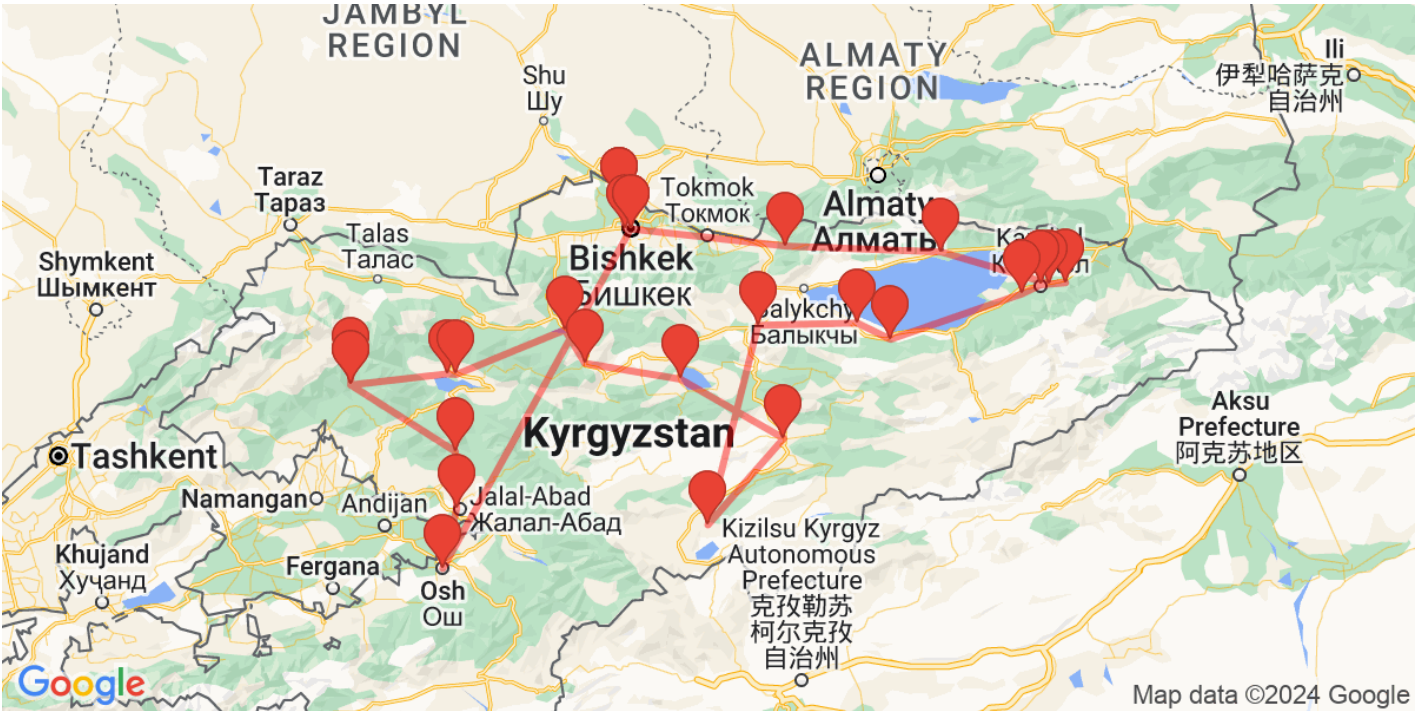 JAMBYL
REGION
ALMATY
REGION
Ili
伊犁哈萨克
自治州
Shu
Шу
Taraz
Тараз
Talas
Талас
Tokmok
Токмок
Almaty
Алматы
Shymkent
Шымкент
Bishkek
Бишкек
Balykchy
Балыкчы
Kyrgyzstan
Aksu
Prefecture
阿克苏地区
Tashkent
Namangan
Andijan
Jalal-Abad
Жалал-Абад
Kizilsu Kyrgyz
Autonomous
Prefecture
克孜勒苏
柯尔克孜
自治州
Khujand
Хуҷанд
Fergana
Osh
Ош
Google
Map data ©2024 Google